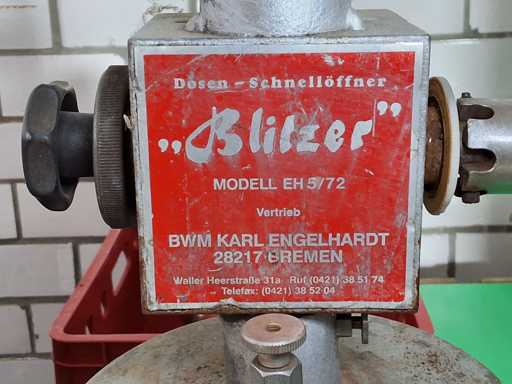 Dosen - Schnellöffner
„Blitzer”
MODELL EH 5/72
Vertrieb
BWM KARL ENGELHARDT
28217 BREMEN
Waller Heerstraße 31a Ruf (0421) 38 51 74
Telefax: (0421) 38 52 04